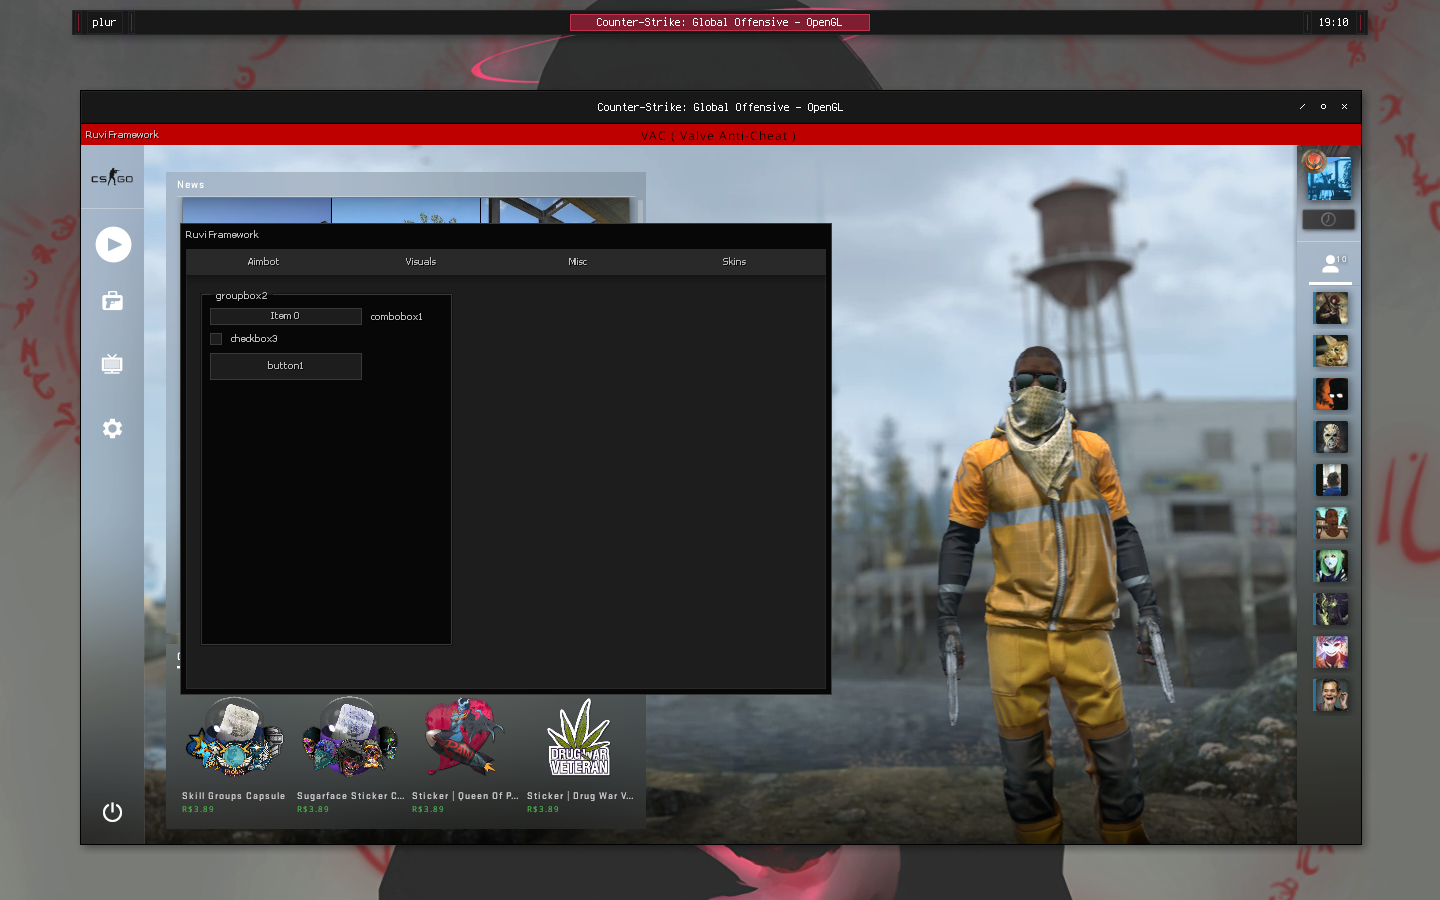 plur
Counter-Strike: Global Offensive - OpenGL
19:10
Counter-Strike: Global Offensive - OpenGL
Ruvi Framework
VAC ( Valve Anti-Cheat )
CS GO
News
10
Ruvi Framework
Aimbot Visuals Misc Skins
groupbox2
Item 0 combobox1
checkbox3
button1
DRUG WAR
VETERAN
Skill Groups Capsule Sugarface Sticker C... Sticker | Queen Of P... Sticker | Drug War V...
R$3.89 R$3.89 R$3.89 R$3.89